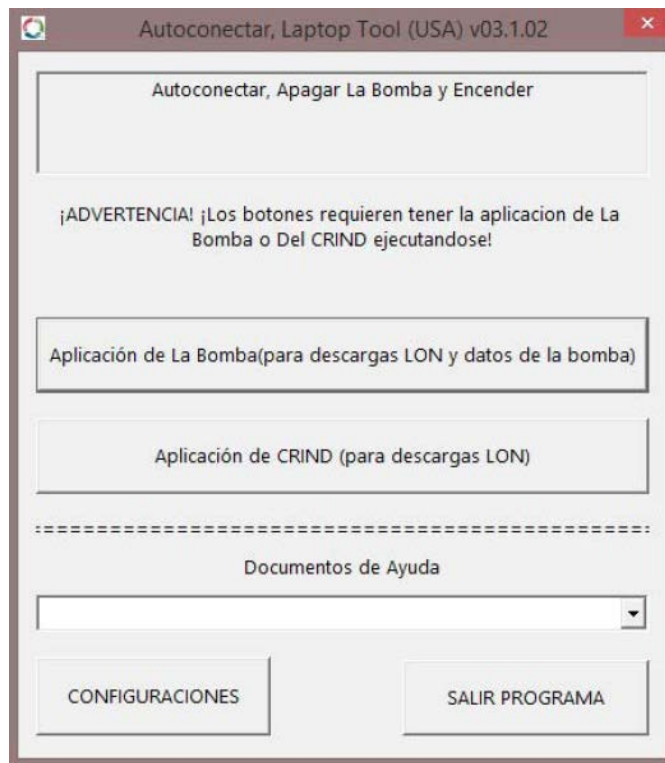 Autoconectar, Laptop Tool (USA) v03.1.02
Autoconectar, Apagar La Bomba y Encender
¡ADVERTENCIA! ¡Los botones requieren tener la aplicacion de La
Bomba o Del CRIND ejecutandose!
Aplicación de La Bomba(para descargas LON y datos de la bomba)
Aplicación de CRIND (para descargas LON)
Documentos de Ayuda
CONFIGURACIONES
SALIR PROGRAMA